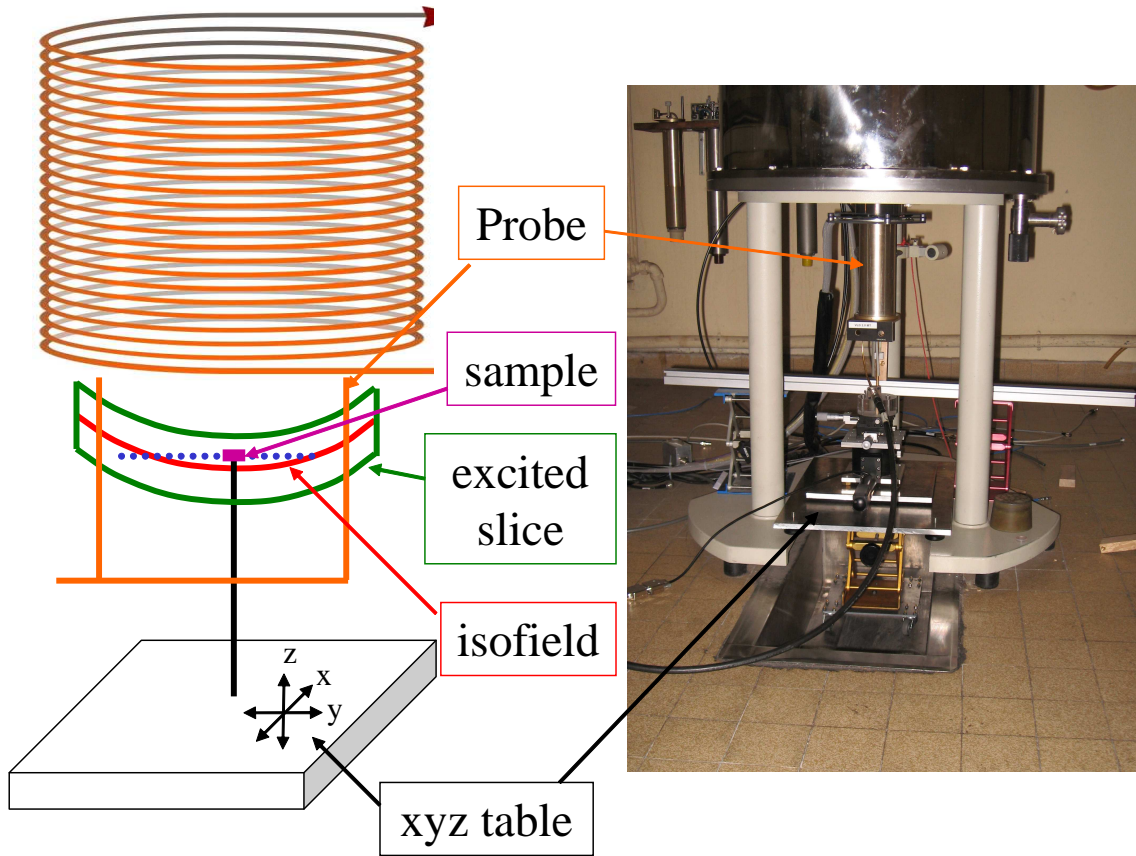 Probe
sample
excited
slice
isofield
z
x
y
xyz table